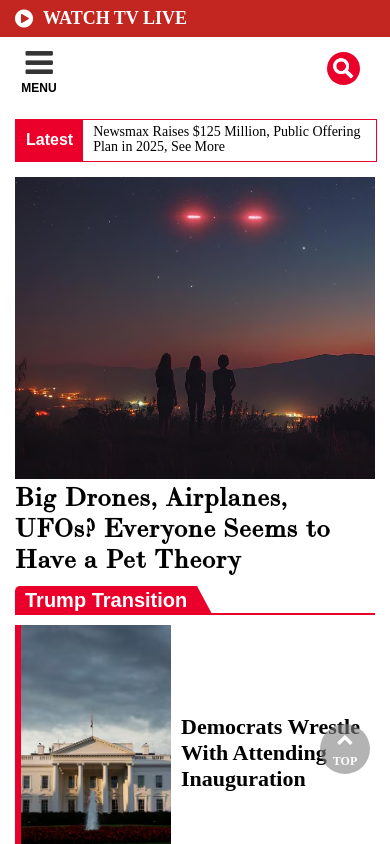 WATCH TV LIVE
MENU
Latest
Newsmax Raises $125 Million, Public Offering
Plan in 2025, See More
Big Drones, Airplanes,
UFOs? Everyone Seems to
Have a Pet Theory
Trump Transition
Democrats Wrestle
With Attending
Inauguration
TOP